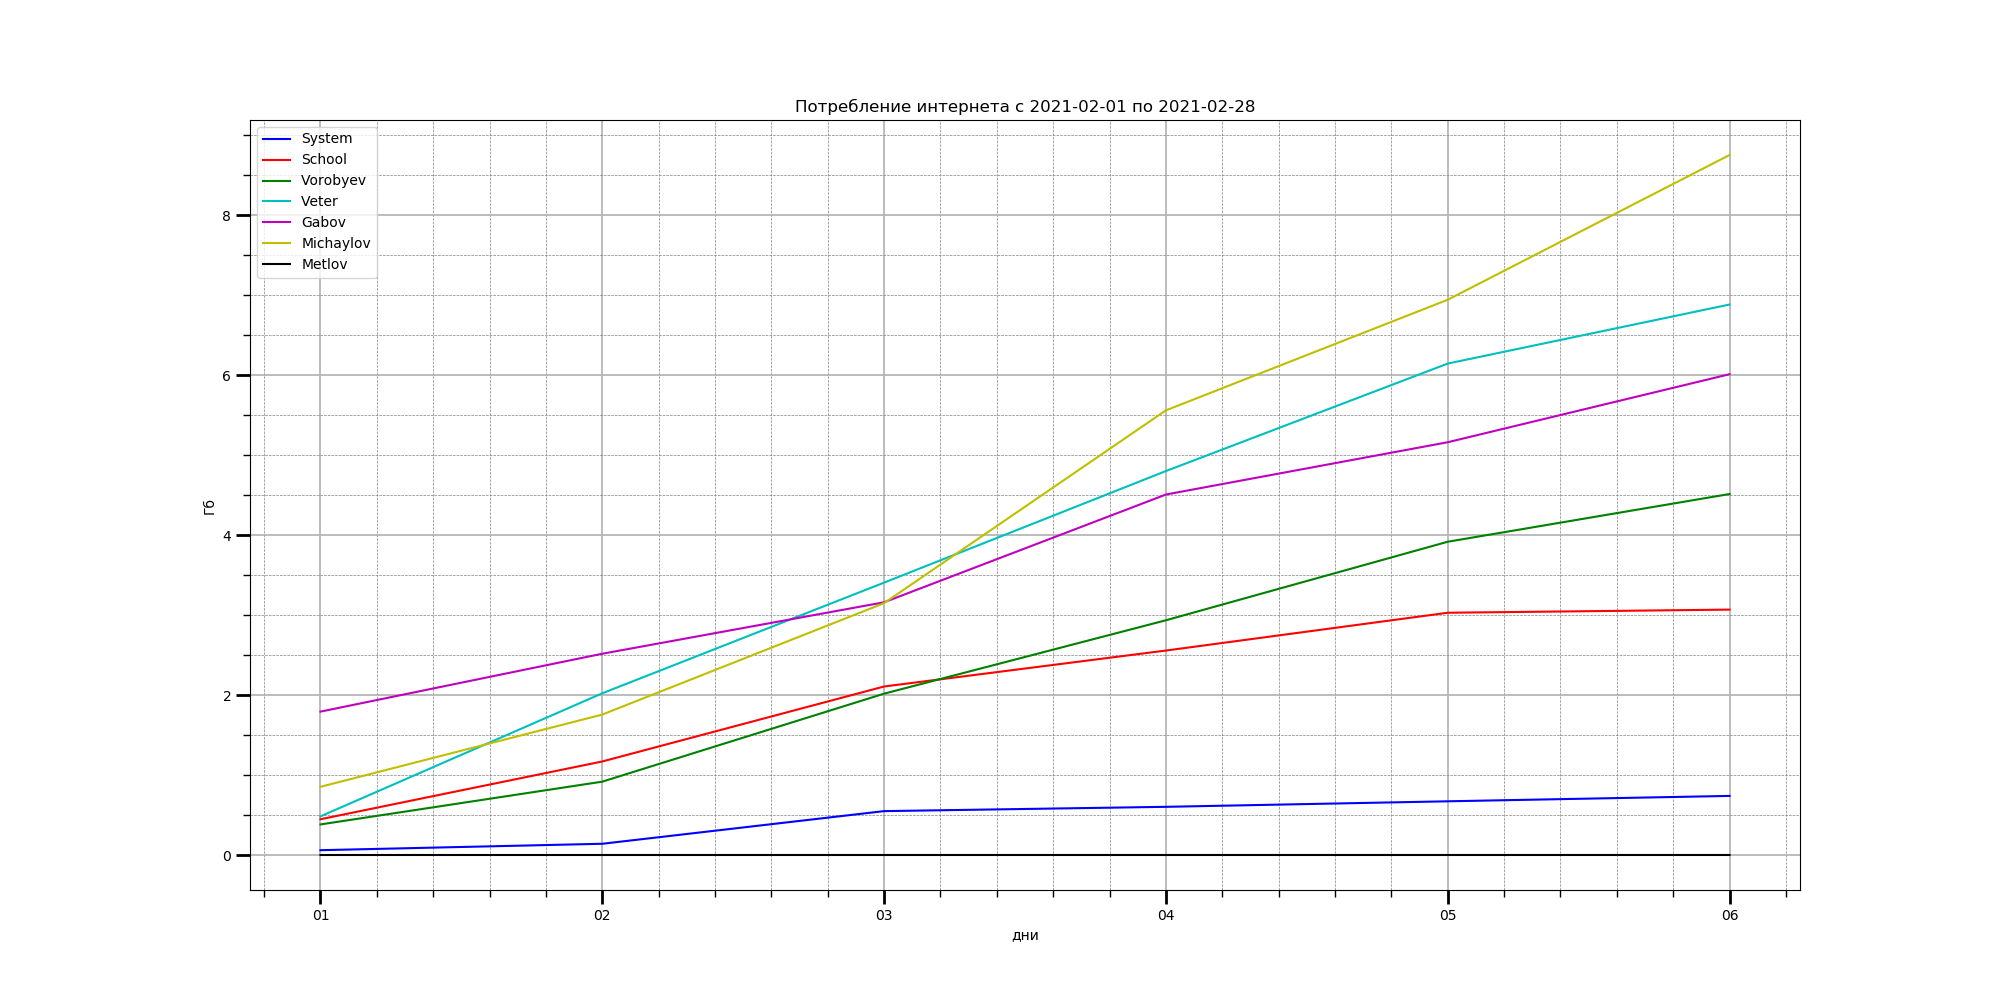 Потребление интернета с 2021-02-01 по 2021-02-28
System
School
Vorobyev
Veter
Gabov
Michaylov
Metlov
8
6
4
2
0
Гб
01 02 03 04 05 06
дни